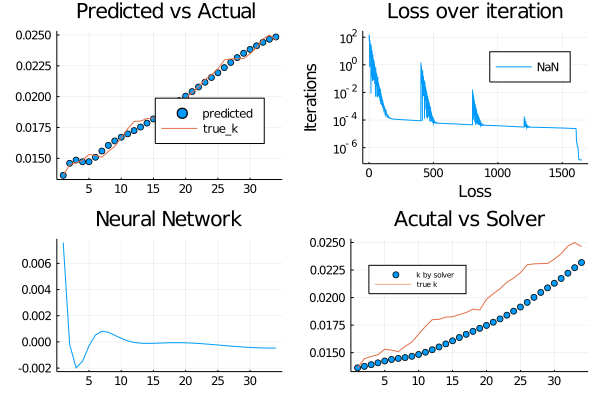 Predicted vs Actual
0.0250
0.0225
0.0200
0.0175
0.0150
predicted
true_k
5 10 15 20 25 30
Loss over iteration
Iterations
10² 
10⁰
10⁻²
10⁻⁴
10⁻⁶
NaN
0 500 1000 1500
Loss
Neural Network
0.006
0.004
0.002
0.000
-0.002
5 10 15 20 25 30
Acutal vs Solver
0.0250
0.0225
0.0200
0.0175
0.0150
k by solver
true k
5 10 15 20 25 30